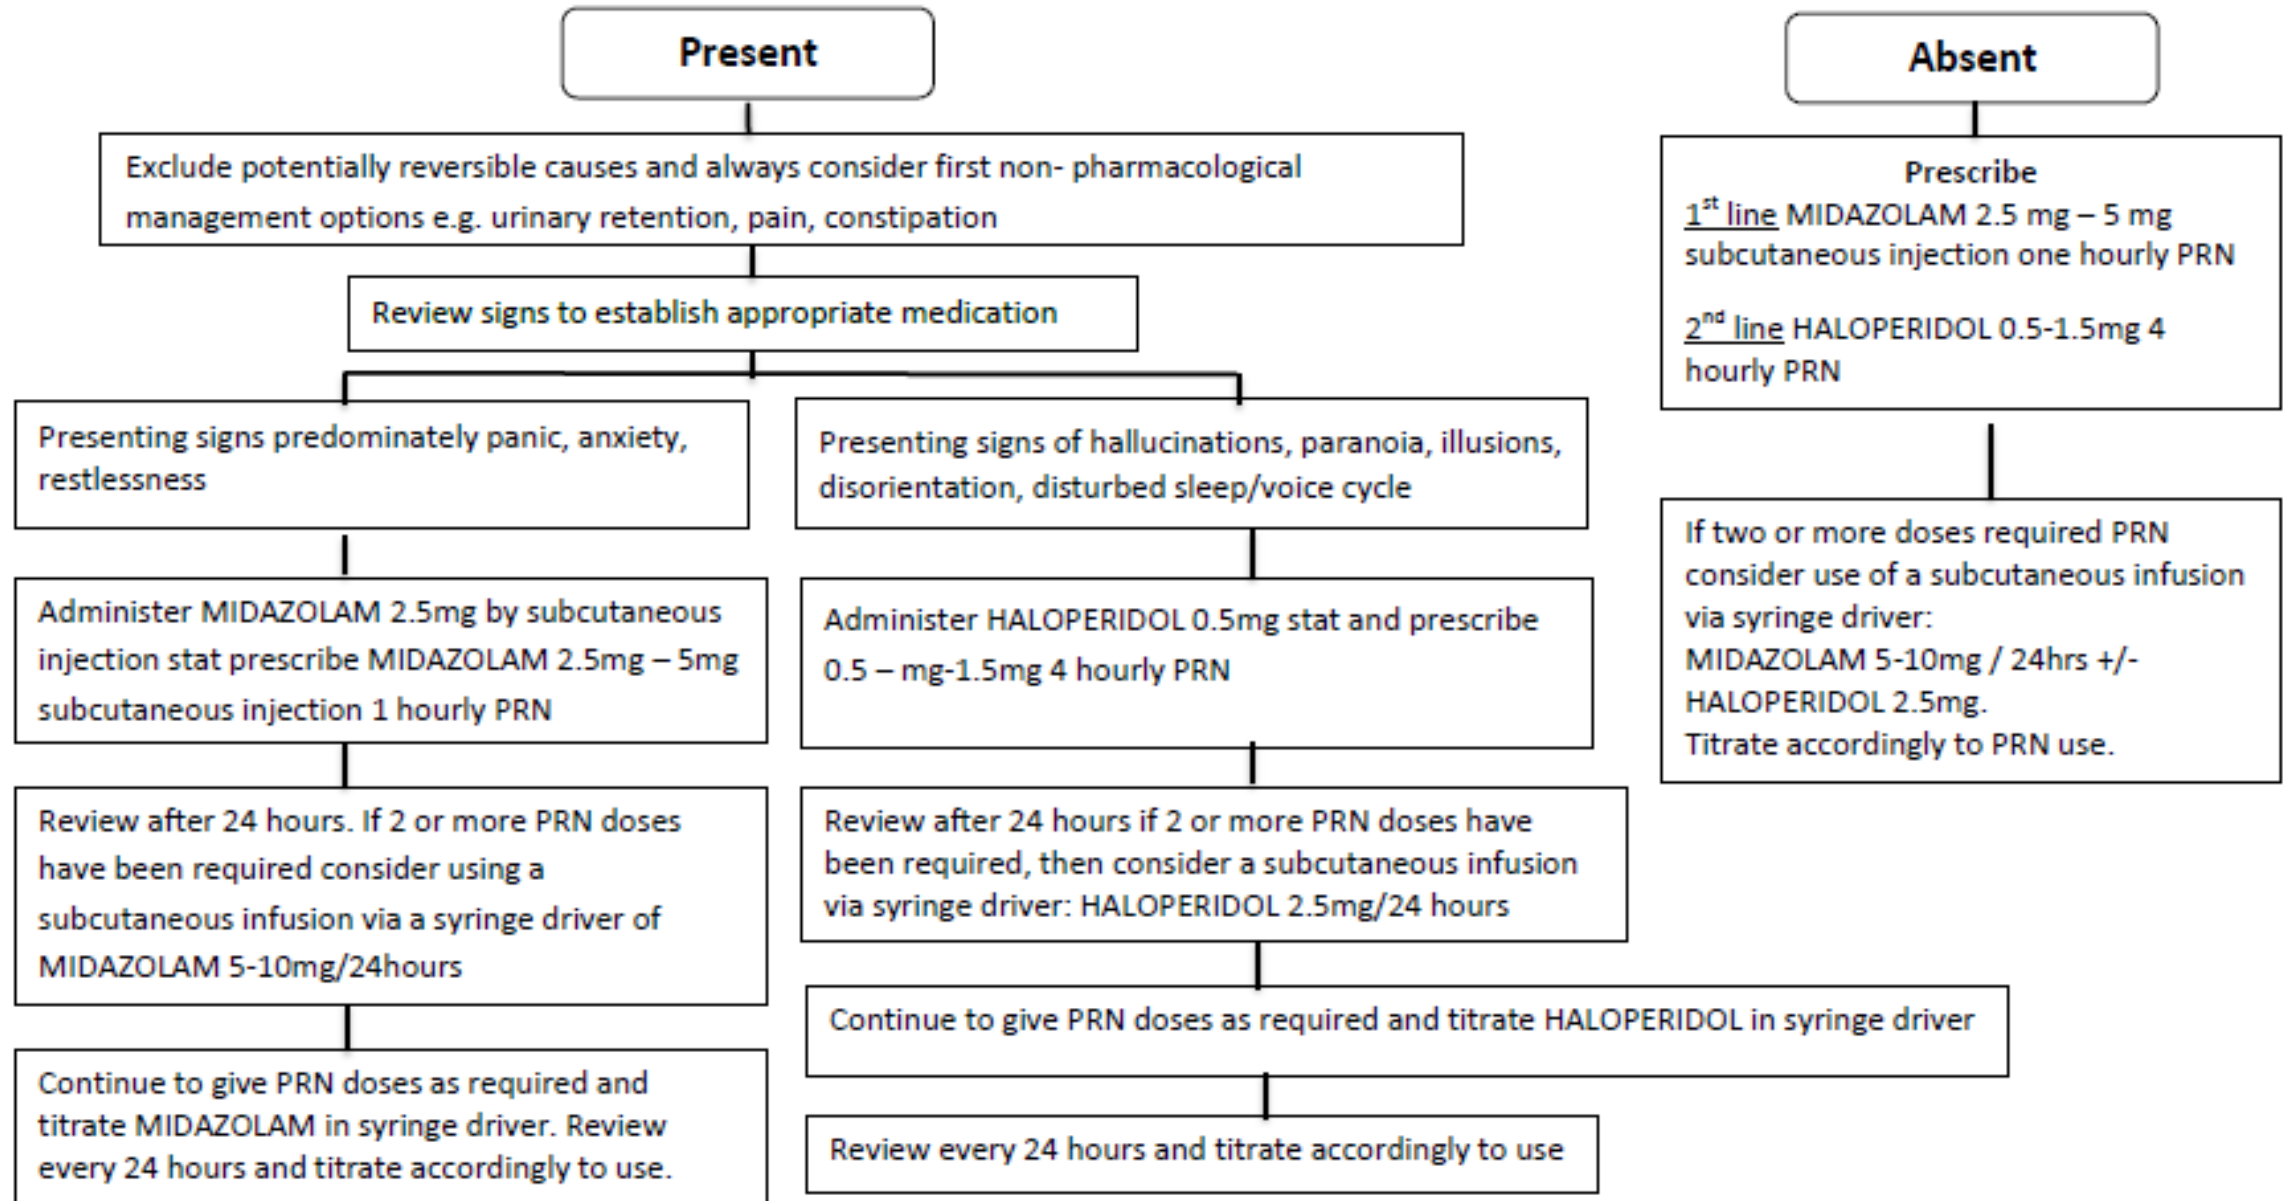 Present
Exclude potentially reversible causes and always consider first non- pharmacological
management options e.g. urinary retention, pain, constipation
Review signs to establish appropriate medication
Presenting signs predominately panic, anxiety,
restlessness
Administer MIDAZOLAM 2.5mg by subcutaneous
injection stat prescribe MIDAZOLAM 2.5mg – 5mg
subcutaneous injection 1 hourly PRN
Review after 24 hours. If 2 or more PRN doses
have been required consider using a
subcutaneous infusion via a syringe driver of
MIDAZOLAM 5-10mg/24hours
Continue to give PRN doses as required and
titrate MIDAZOLAM in syringe driver. Review
every 24 hours and titrate accordingly to use.
Presenting signs of hallucinations, paranoia, illusions,
disorientation, disturbed sleep/voice cycle
Administer HALOPERIDOL 0.5mg stat and prescribe
0.5 – mg-1.5mg 4 hourly PRN
Review after 24 hours if 2 or more PRN doses have
been required, then consider a subcutaneous infusion
via syringe driver: HALOPERIDOL 2.5mg/24 hours
Continue to give PRN doses as required and titrate HALOPERIDOL in syringe driver
Review every 24 hours and titrate accordingly to use
Absent
Prescribe
1st line MIDAZOLAM 2.5 mg – 5 mg
subcutaneous injection one hourly PRN
2nd line HALOPERIDOL 0.5-1.5mg 4
hourly PRN
If two or more doses required PRN
consider use of a subcutaneous infusion
via syringe driver:
MIDAZOLAM 5-10mg / 24hrs +/-
HALOPERIDOL 2.5mg.
Titrate accordingly to PRN use.